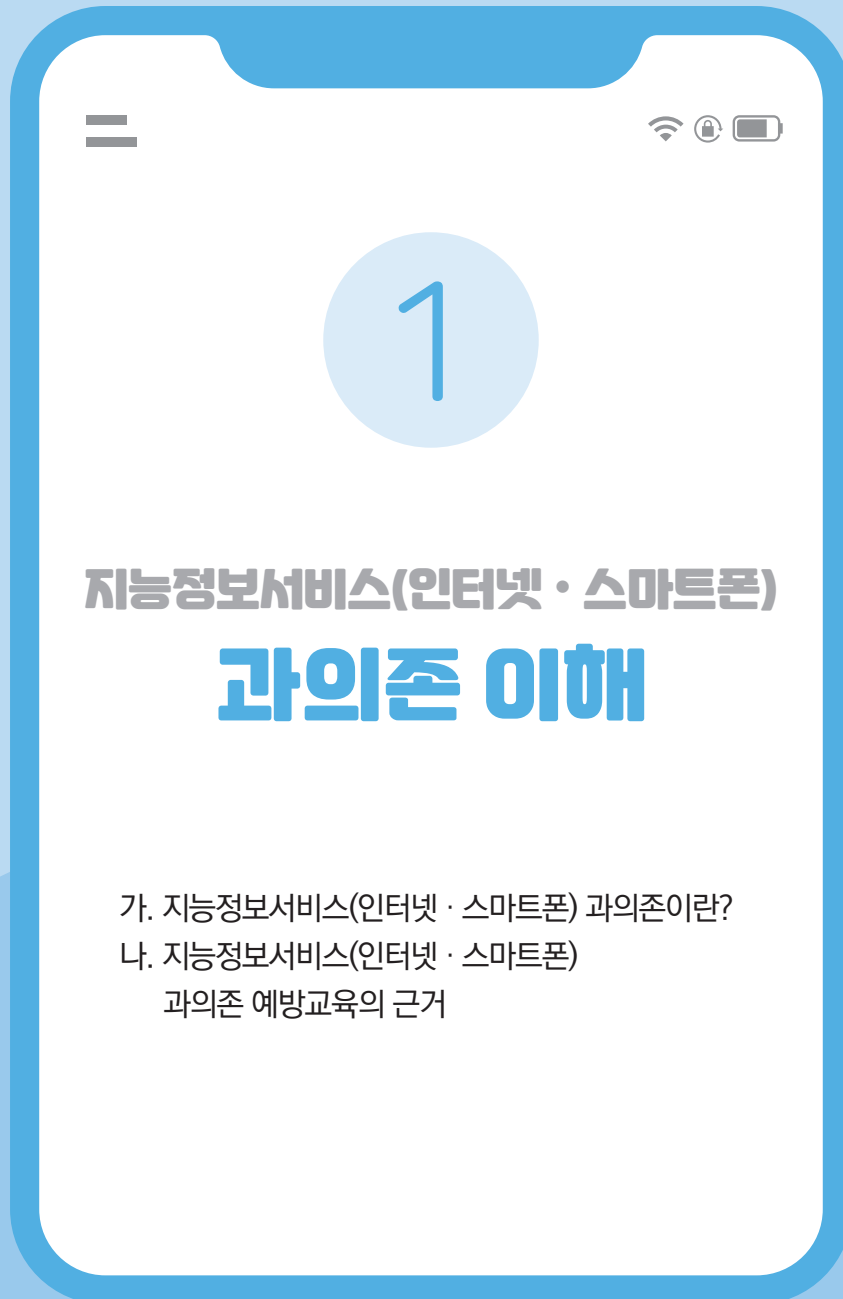 1
지능정보서비스(인터넷・스마트폰)
과의존 이해
가. 지능정보서비스(인터넷・스마트폰) 과의존이란?
나. 지능정보서비스(인터넷・스마트폰)
과의존 예방교육의 근거